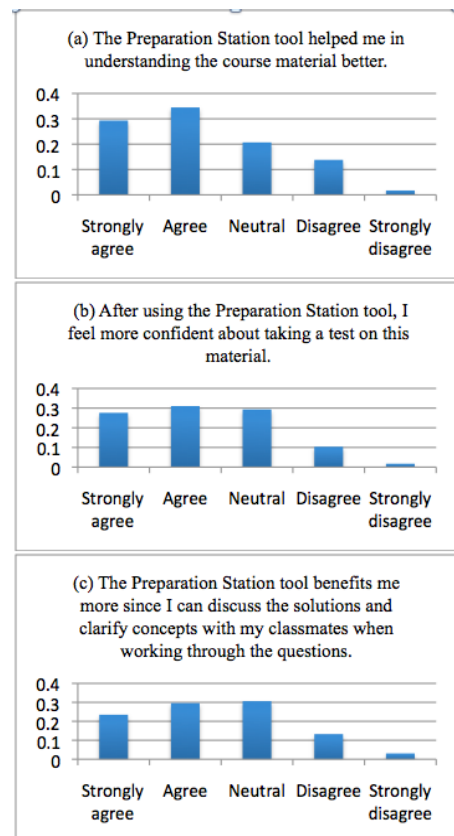 (a) The Preparation Station tool helped me in
understanding the course material better.
0.4
0.3
0.2
0.1
0
Strongly agree Agree Neutral Disagree Strongly disagree
(b) After using the Preparation Station tool, I
feel more confident about taking a test on this
material.
0.4
0.3
0.2
0.1
0
Strongly agree Agree Neutral Disagree Strongly disagree
(c) The Preparation Station tool benefits me
more since I can discuss the solutions and
clarify concepts with my classmates when
working through the questions.
0.4
0.3
0.2
0.1
0
Strongly agree Agree Neutral Disagree Strongly disagree